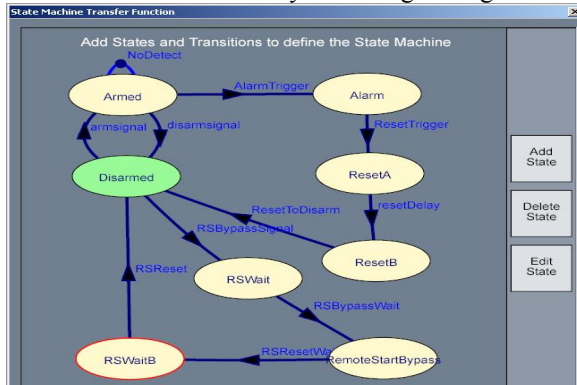 State Machine Transfer Function
Add States and Transitions to define the State Machine
NoDetect
Armed
AlarmTrigger
Alarm
armsignal
disarmsignal
ResetTrigger
Disarmed
ResetA
ResetToDisarm
resetDelay
RSBypassSignal
ResetB
RSReset
RSWait
RSBypassWait
RSWaitB
RSResetWa
RemoteStartBypass
Add
State
Delete
State
Edit
State